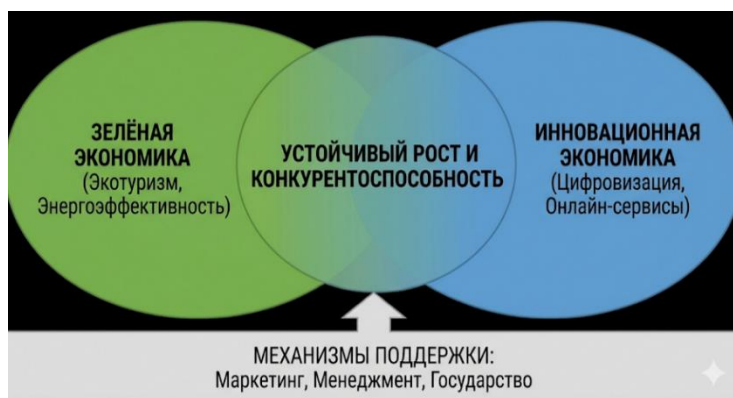 ЗЕЛЁНАЯ
ЭКОНОМИКА
(Экотуризм,
Энергоэффективность)
УСТОЙЧИВЫЙ РОСТ И
КОНКУРЕНТОСПОСОБНОСТЬ
ИННОВАЦИОННАЯ
ЭКОНОМИКА
(Цифровизация,
Онлайн-сервисы)
МЕХАНИЗМЫ ПОДДЕРЖКИ:
Маркетинг, Менеджмент, Государство